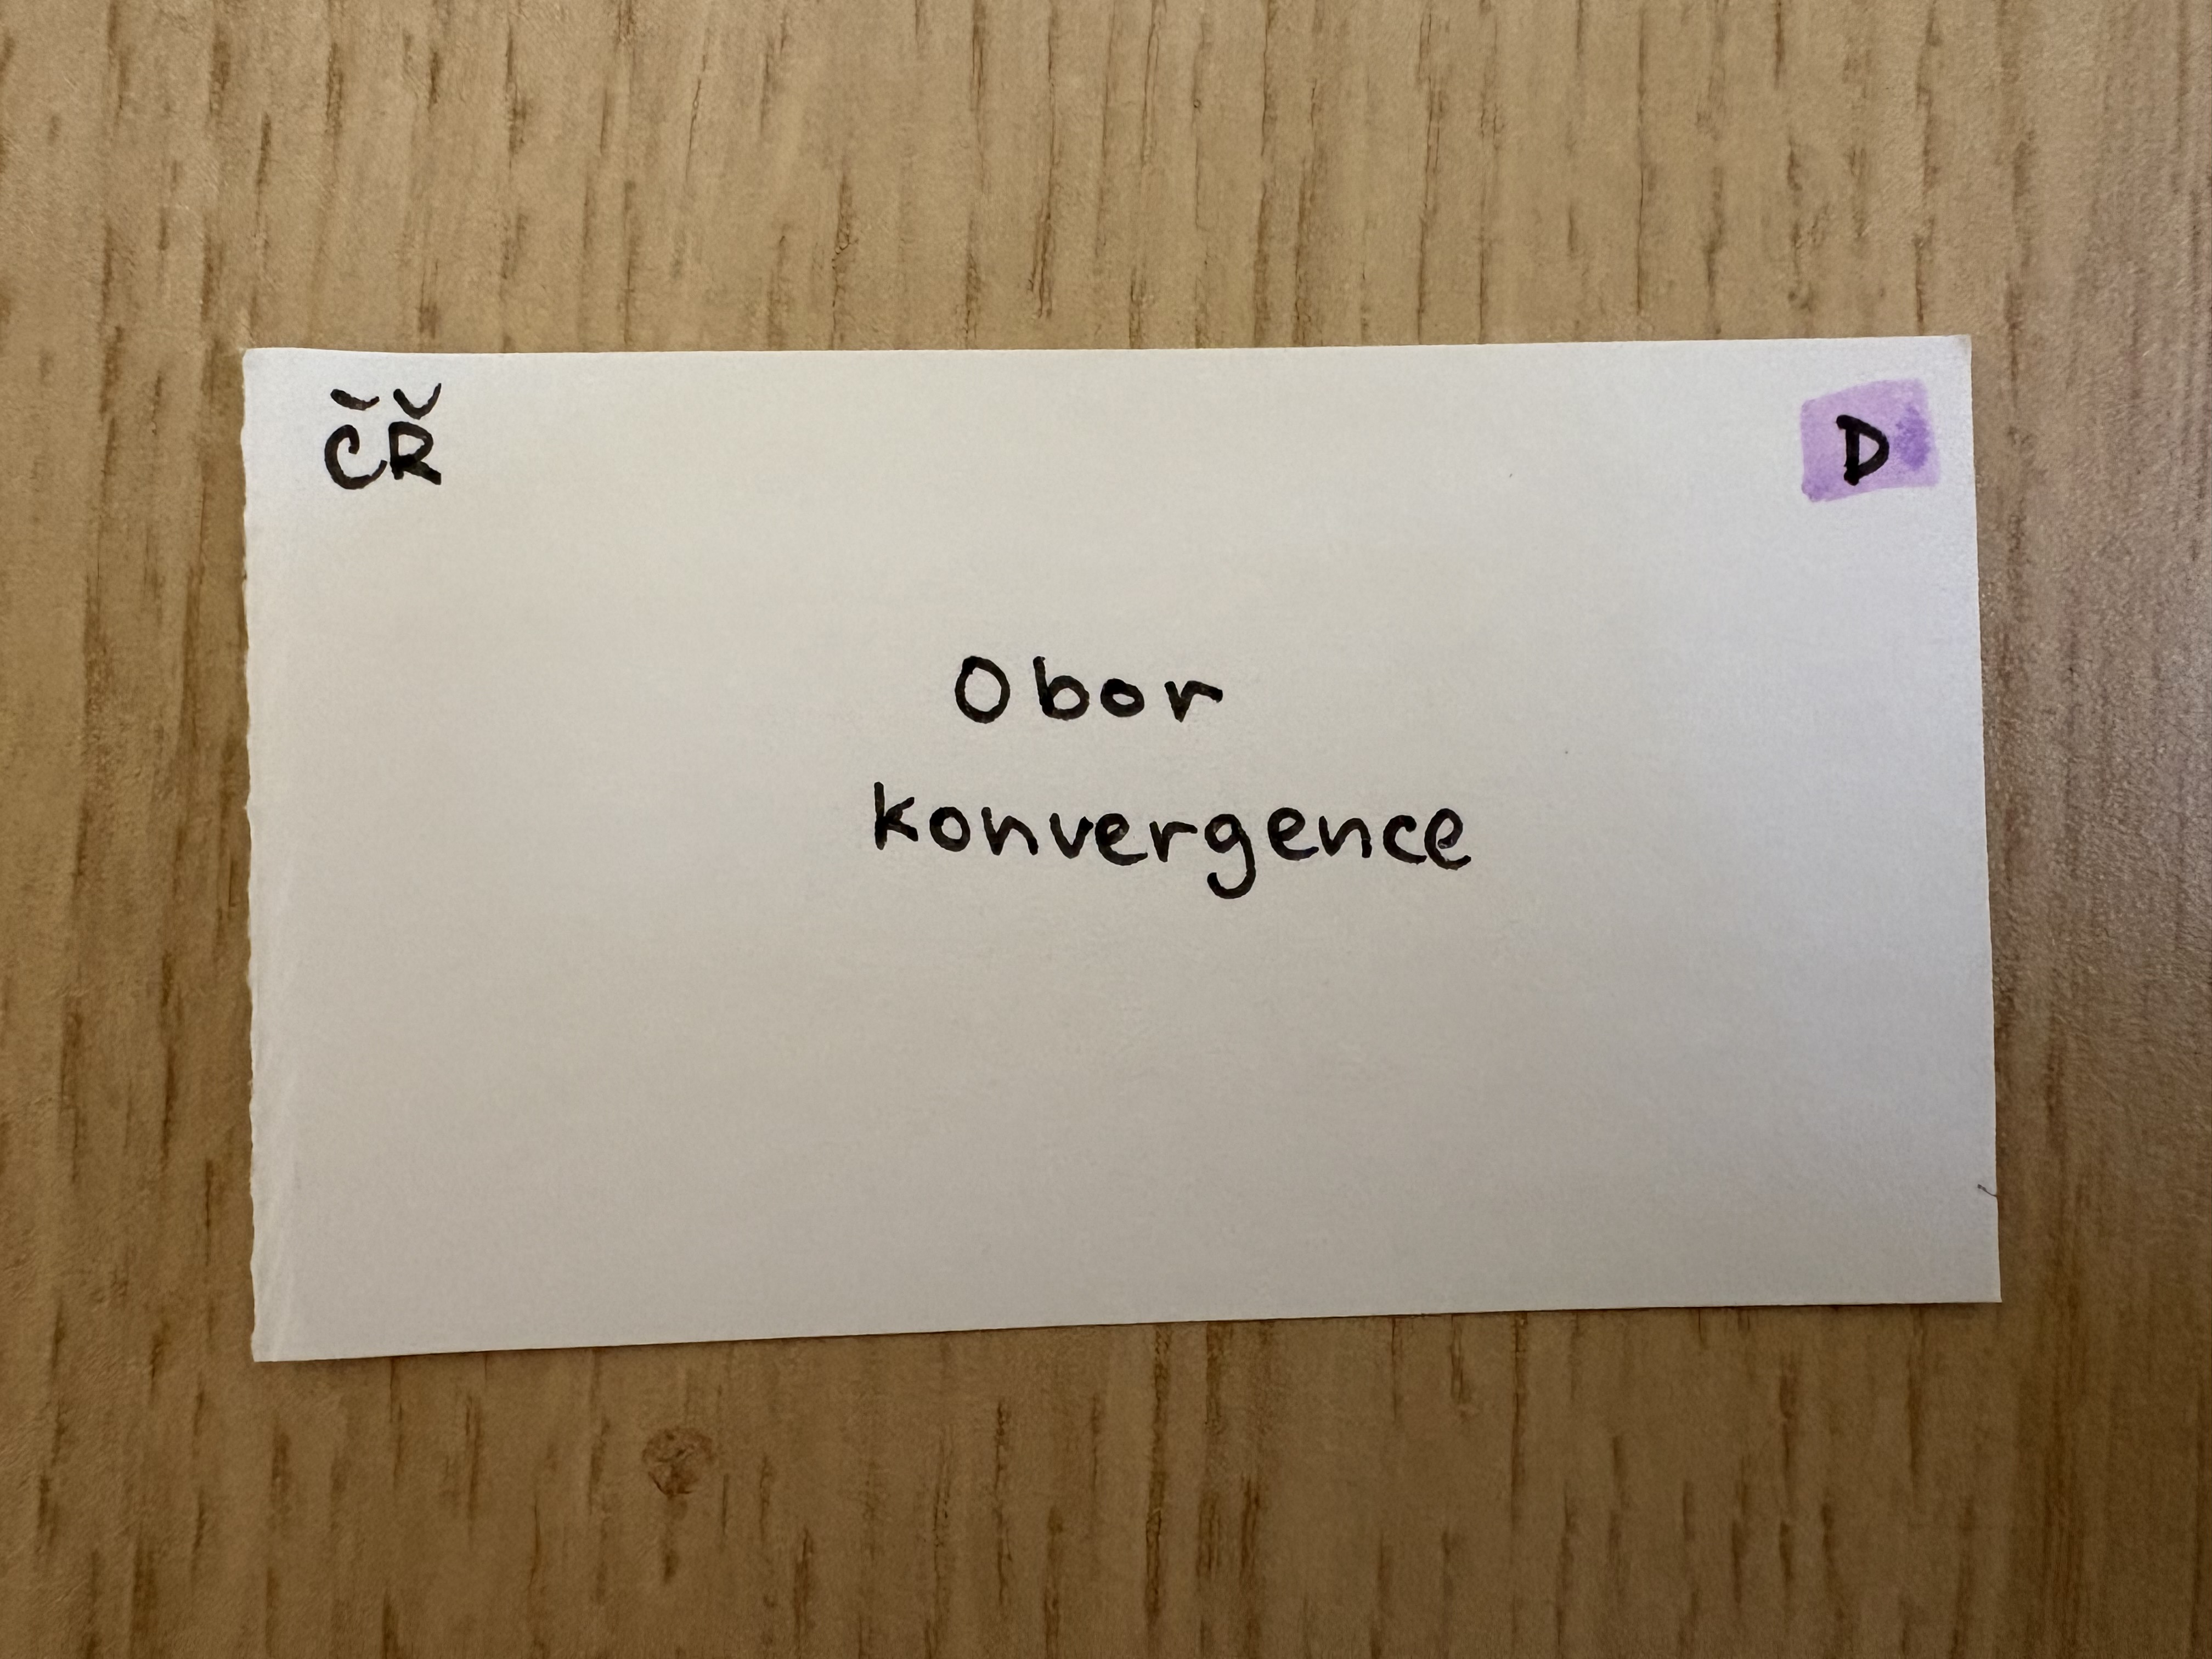 ČŘ D
Obor
konvergence